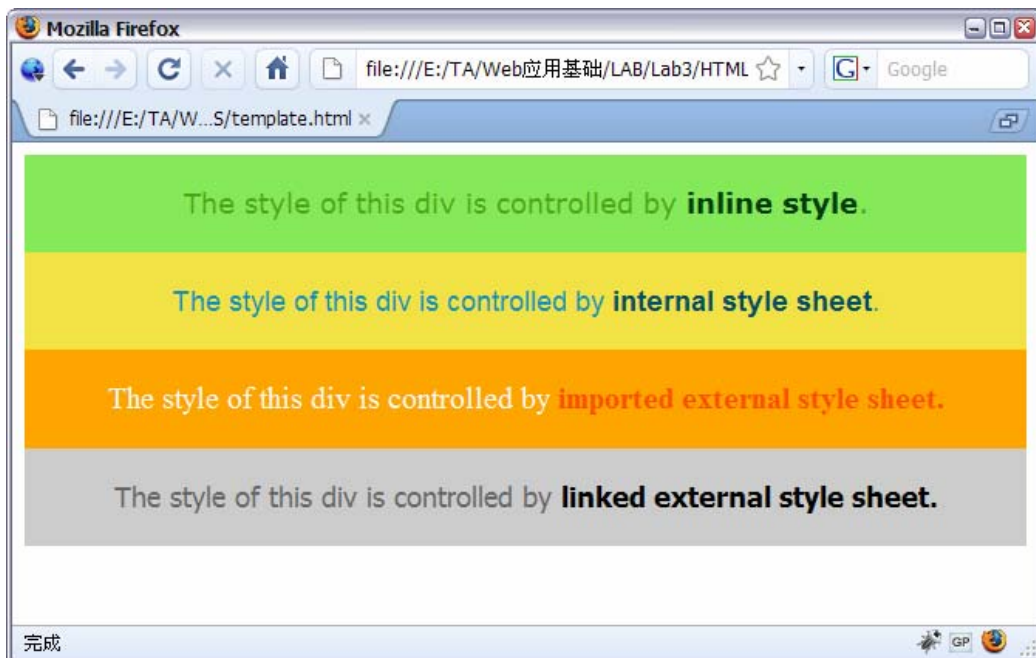 Mozilla Firefox
file:///E:/TA/Web应用基础/LAB/Lab3/HTML
G
Google
file:///E:/TA/W...S/template.html
The style of this div is controlled by inline style.
The style of this div is controlled by internal style sheet.
The style of this div is controlled by imported external style sheet.
The style of this div is controlled by linked external style sheet.
完成
GP